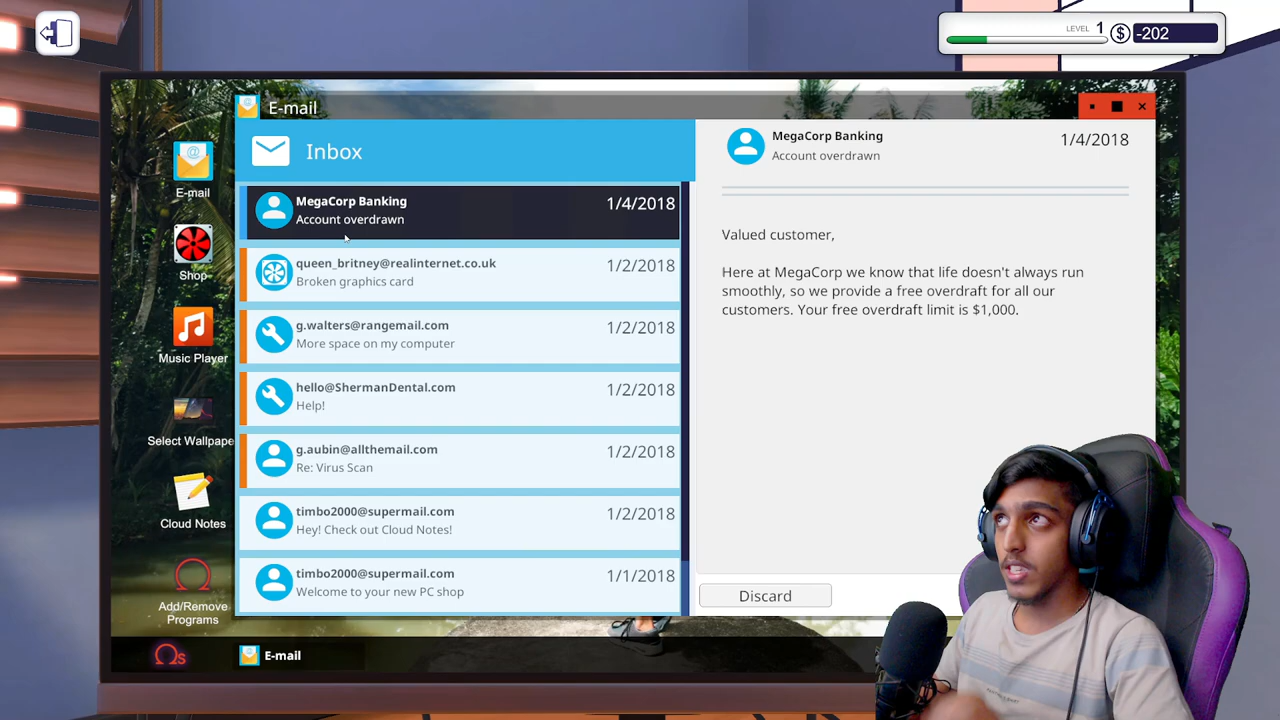 LEVEL 1
$ -202
E-mail
Inbox
MegaCorp Banking
Account overdrawn
1/4/2018
queen_britney@realinternet.co.uk
Broken graphics card
1/2/2018
g.walters@rangemail.com
More space on my computer
1/2/2018
hello@ShermanDental.com
Help!
1/2/2018
g.aubin@allthemail.com
Re: Virus Scan
1/2/2018
timbo2000@supermail.com
Hey! Check out Cloud Notes!
1/2/2018
timbo2000@supermail.com
Welcome to your new PC shop
1/1/2018
MegaCorp Banking
Account overdrawn
1/4/2018
Valued customer,
Here at MegaCorp we know that life doesn't always run
smoothly, so we provide a free overdraft for all our
customers. Your free overdraft limit is $1,000.
Discard
E-mail
Shop
Music Player
Select Wallpape
Cloud Notes
Add/Remove
Programs
Ωs
E-mail